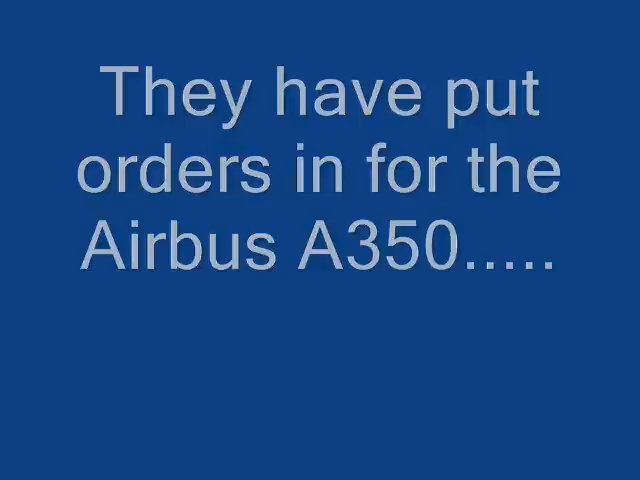 They have put
orders in for the
Airbus A350.....